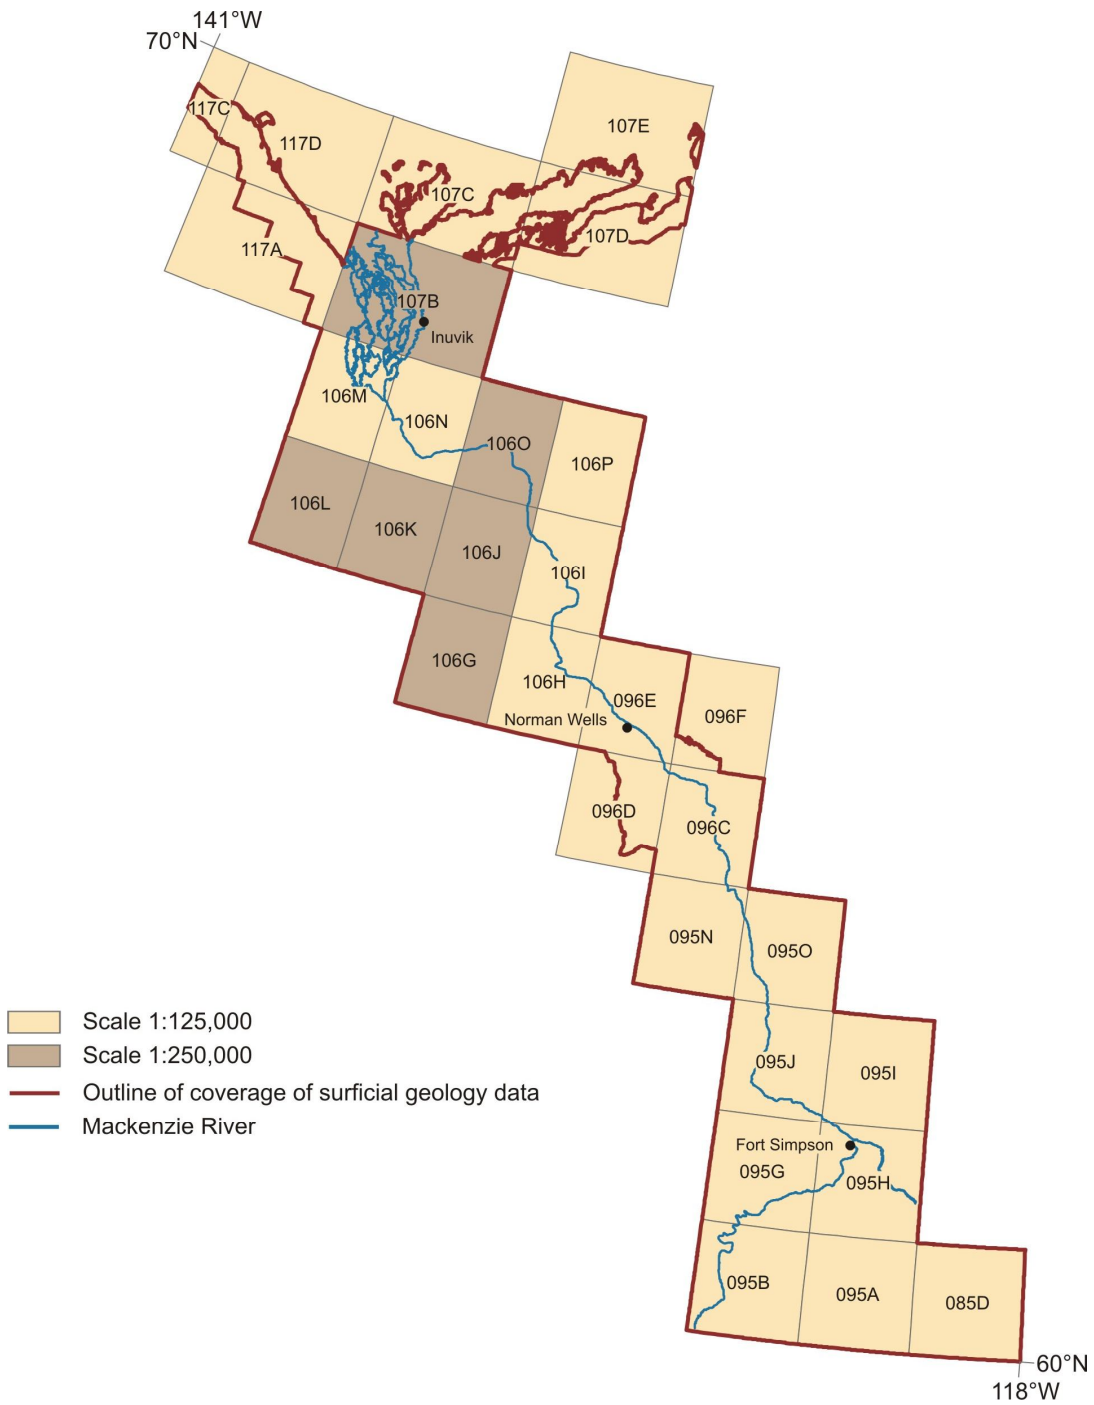 141°W
70°N
117C
107E
117D
107C
107D
117A
107B
Inuvik
106M
106N
106O
106P
106L
106K
106J
106I
106G
106H
096E
096F
Norman Wells
096D
096C
095N
095O
Scale 1:125,000
Scale 1:250,000
Outline of coverage of surficial geology data
Mackenzie River
095J
095I
Fort Simpson
095G
095H
095B
095A
085D
60°N
118°W